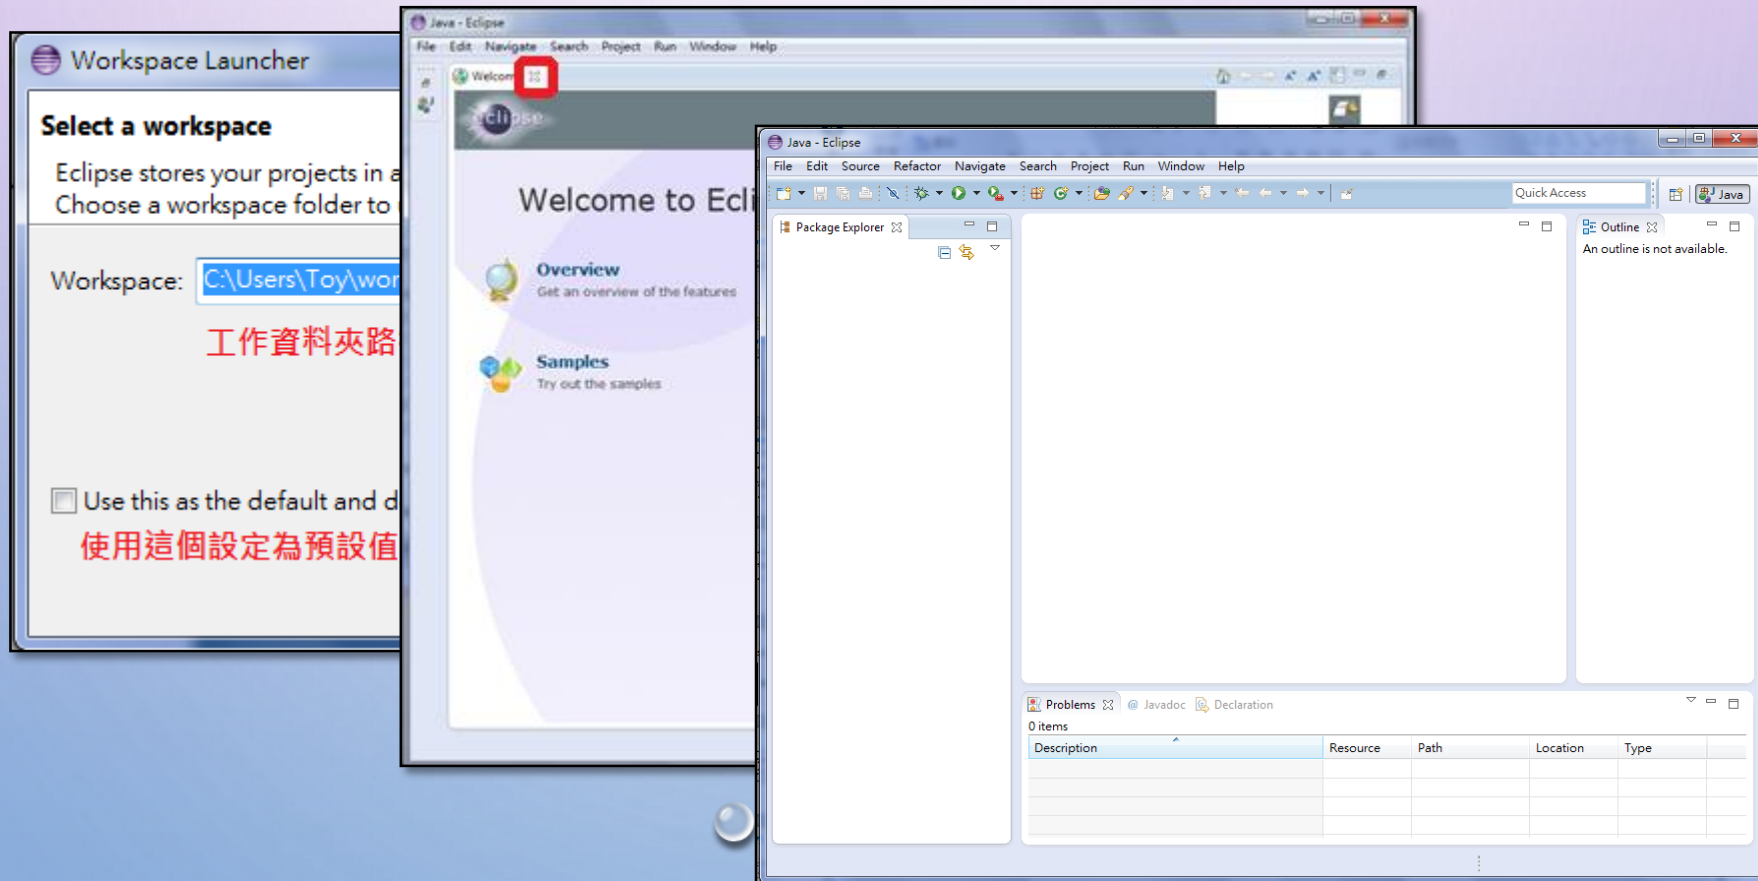 Workspace Launcher
Select a workspace
Eclipse stores your projects in a
Choose a workspace folder to
Workspace: C:\Users\Toy\wor
工作資料夾路
Use this as the default and d
使用這個設定為預設值
Java - Eclipse
File Edit Navigate Search Project Run Window Help
Welcom
eclipse
Welcome to Ecli
Overview
Get an overview of the features
Samples
Try out the samples
Java - Eclipse
File Edit Source Refactor Navigate Search Project Run Window Help
Quick Access
Java
Package Explorer
Outline
An outline is not available.
Problems @ Javadoc Declaration
0 items
Description Resource Path Location Type